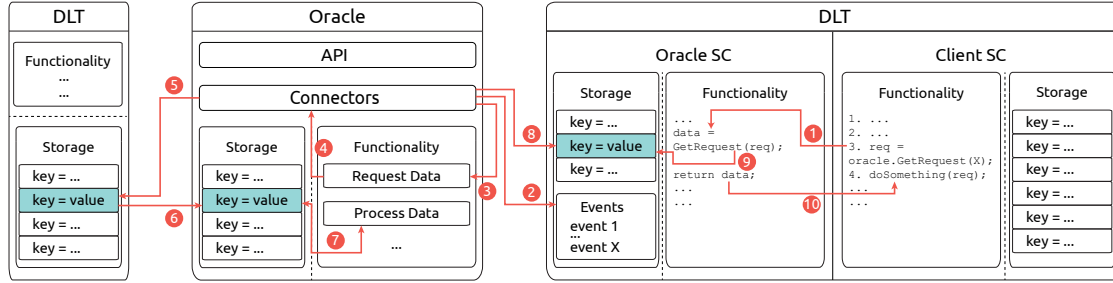 DLT
Functionality
...
...
Storage
key = ...
key = value
key = ...
key = ...
5
6
Oracle
API
Connectors
4
Storage
key = ...
key = value
key = ...
key = ...
Functionality
Request Data
Process Data
...
7
3
8
2
DLT
Oracle SC
Storage
key = ...
key = value
key = ...
Events
event 1
...
event X
Functionality
...
data =
GetRequest(req);
return data;
...
...
1
9
10
Client SC
Functionality
1. ...
2. ...
3. req =
oracle.GetRequest(X);
4. doSomething(req);
...
...
Storage
key = ...
key = ...
key = ...
key = ...
key = ...
key = ...